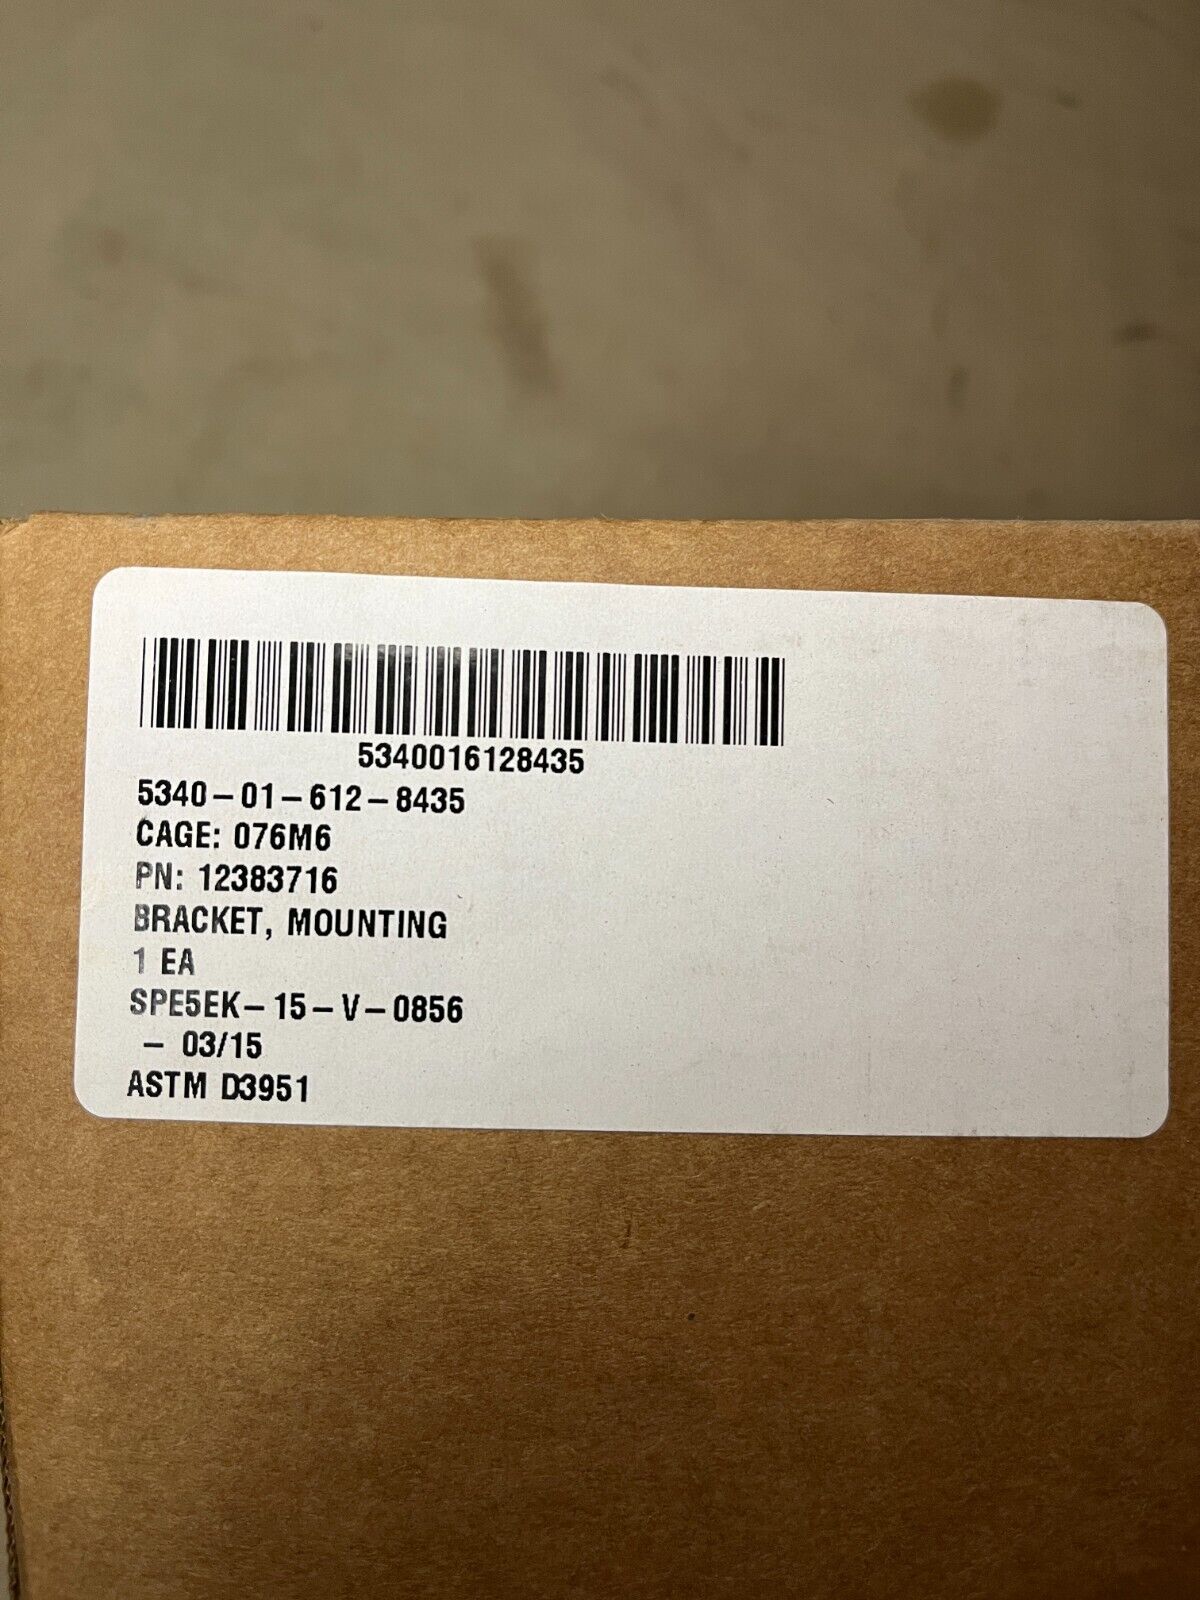 5340016128435
5340-01-612-8435
CAGE: 076M6
PN: 12383716
BRACKET, MOUNTING
1 EA
SPE5EK-15-V-0856
- 03/15
ASTM D3951